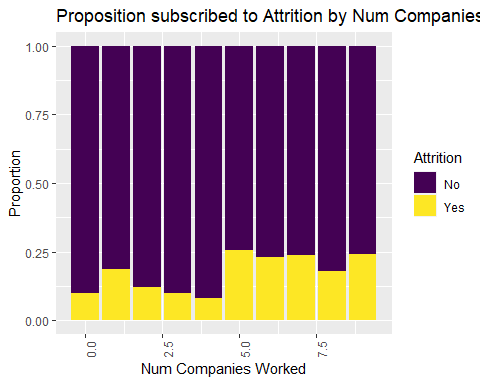 Proposition subscribed to Attrition by Num Companies
1.00
0.75
0.50
0.25
0.00
Proportion
0.0
2.5
5.0
7.5
Num Companies Worked
Attrition
No
Yes